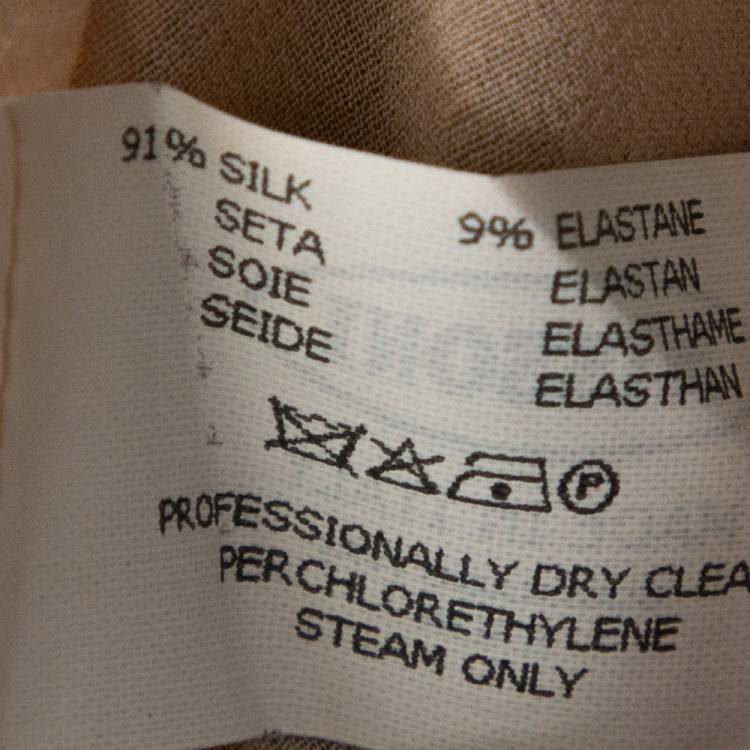 91% SILK
SETA
SOIE
SEIDE
9% ELASTANE
ELASTAN
ELASTHAME
ELASTHAN
P
PROFESSIONALLY DRY CLEA
PERCHLORETHYLENE
STEAM ONLY